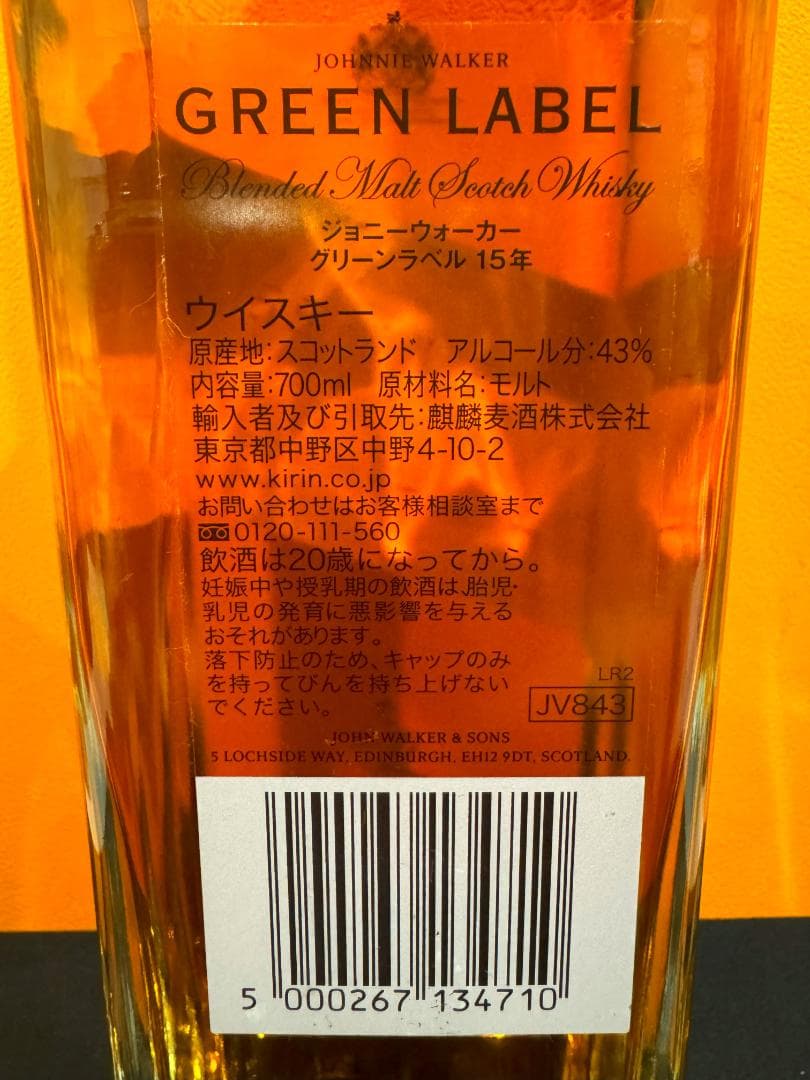 JOHNNIE WALKER
GREEN LABEL
Blended Malt Scotch Whisky
ジョニーウォーカー
グリーンラベル 15年
ウイスキー
原産地:スコットランド アルコール分:43%
内容量:700ml 原材料名:モルト
輸入者及び引取先:麒麟麦酒株式会社
東京都中野区中野4-10-2
www.kirin.co.jp
お問い合わせはお客様相談室まで
0120-111-560
飲酒は20歳になってから。
妊娠中や授乳期の飲酒は、胎児・
乳児の発育に悪影響を与える
おそれがあります。
落下防止のため、キャップのみ
を持ってびんを持ち上げない
でください。
LR2
JV843
JOHN WALKER & SONS
5 LOCHSIDE WAY, EDINBURGH, EH12 9DT, SCOTLAND.
5 000267 134710